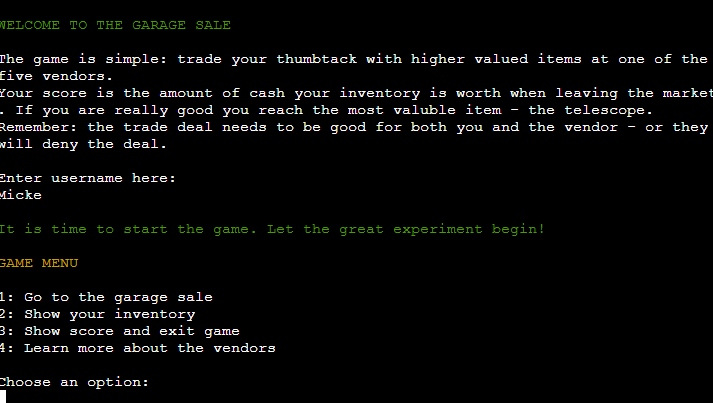 WELCOME TO THE GARAGE SALE
The game is simple: trade your thumbtack with higher valued items at one of the
five vendors.
Your score is the amount of cash your inventory is worth when leaving the market
. If you are really good you reach the most valuble item - the telescope.
Remember: the trade deal needs to be good for both you and the vendor - or they
will deny the deal.
Enter username here:
Micke
It is time to start the game. Let the great experiment begin!
GAME MENU
1: Go to the garage sale
2: Show your inventory
3: Show score and exit game
4: Learn more about the vendors
Choose an option: